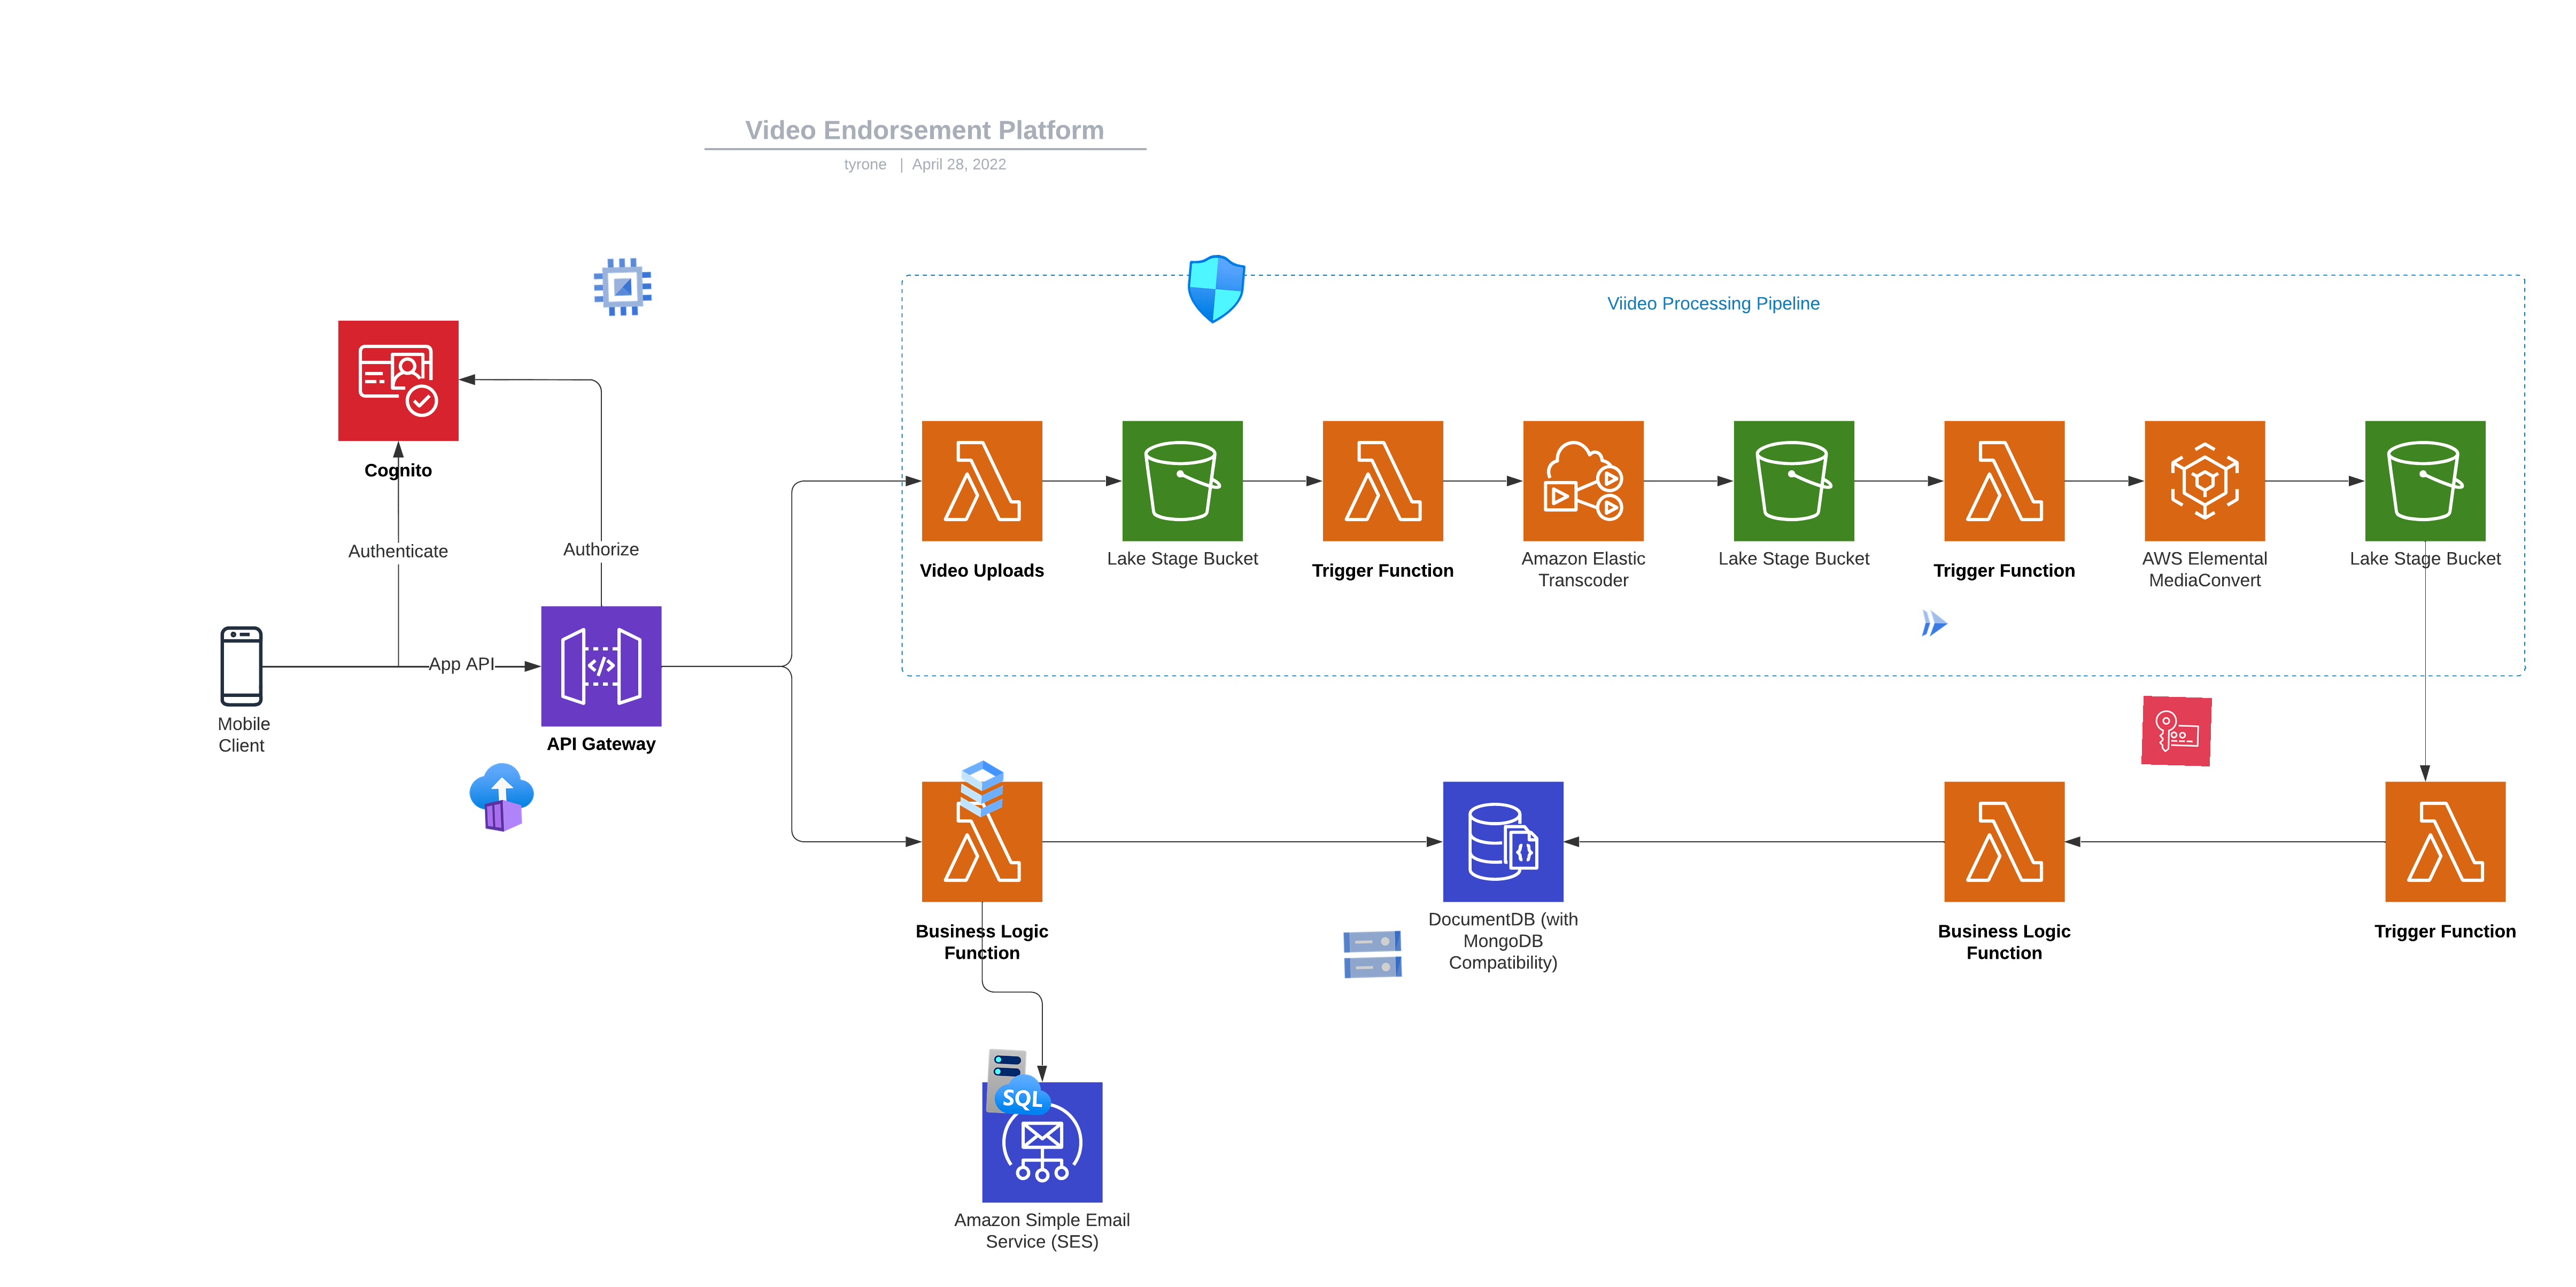 Video Endorsement Platform
tyrone | April 28, 2022
Viideo Processing Pipeline
Cognito
Authenticate
Authorize
App API
Mobile
Client
API Gateway
Video Uploads
Lake Stage Bucket
Trigger Function
Amazon Elastic
Transcoder
Lake Stage Bucket
Trigger Function
AWS Elemental
MediaConvert
Lake Stage Bucket
Business Logic
Function
DocumentDB (with
MongoDB
Compatibility)
Business Logic
Function
Trigger Function
SQL
Amazon Simple Email
Service (SES)